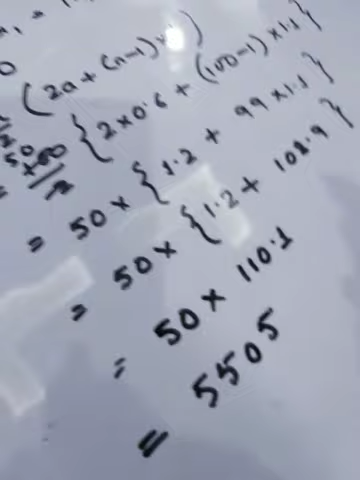 (2a + (n-1)
{2×0.6 + (100-1)×1.1}
= 50 × {1.2 + 99×1.1}
= 50 × {1.2 + 108.9}
= 50 × 110.1
= 5505